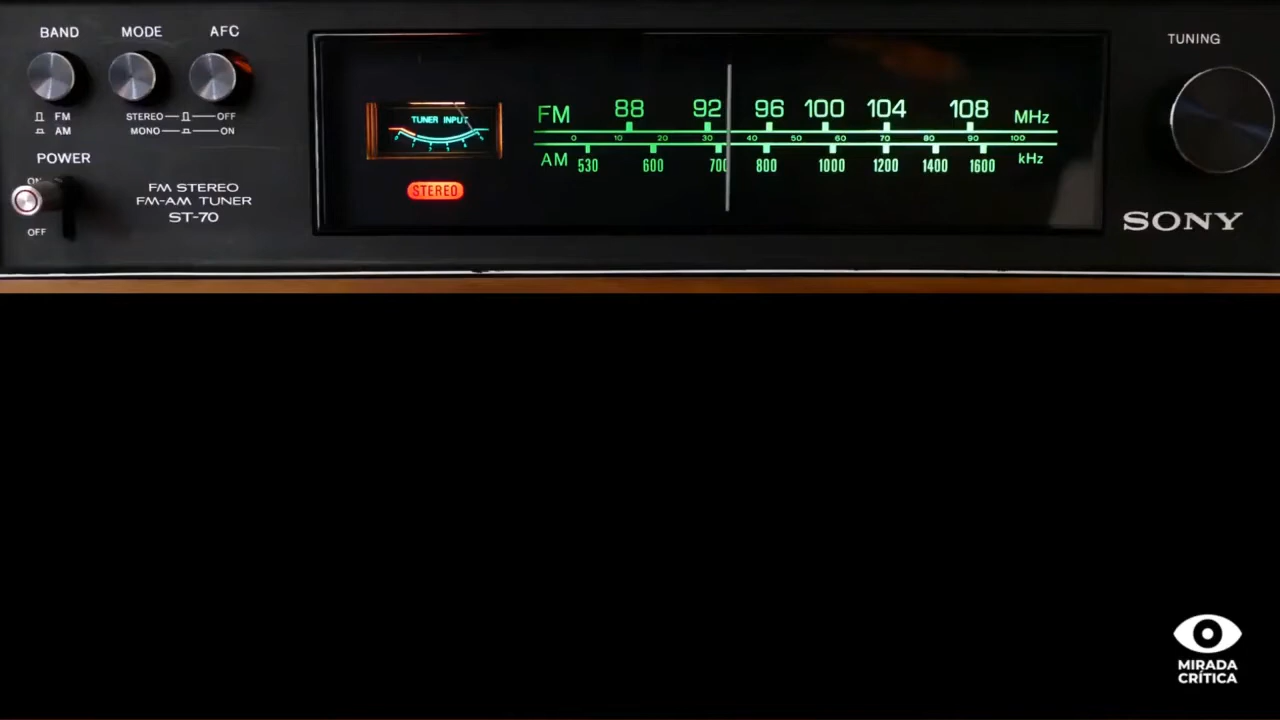 BAND MODE AFC
FM STEREO OFF
AM MONO ON
POWER
ON
OFF
FM STEREO
FM-AM TUNER
ST-70
TUNER INPUT
STEREO
FM 88 92 96 100 104 108 MHz
0 10 20 30 40 50 60 70 80 90 100
AM 530 600 700 800 1000 1200 1400 1600 kHz
TUNING
SONY
MIRADA
CRÍTICA